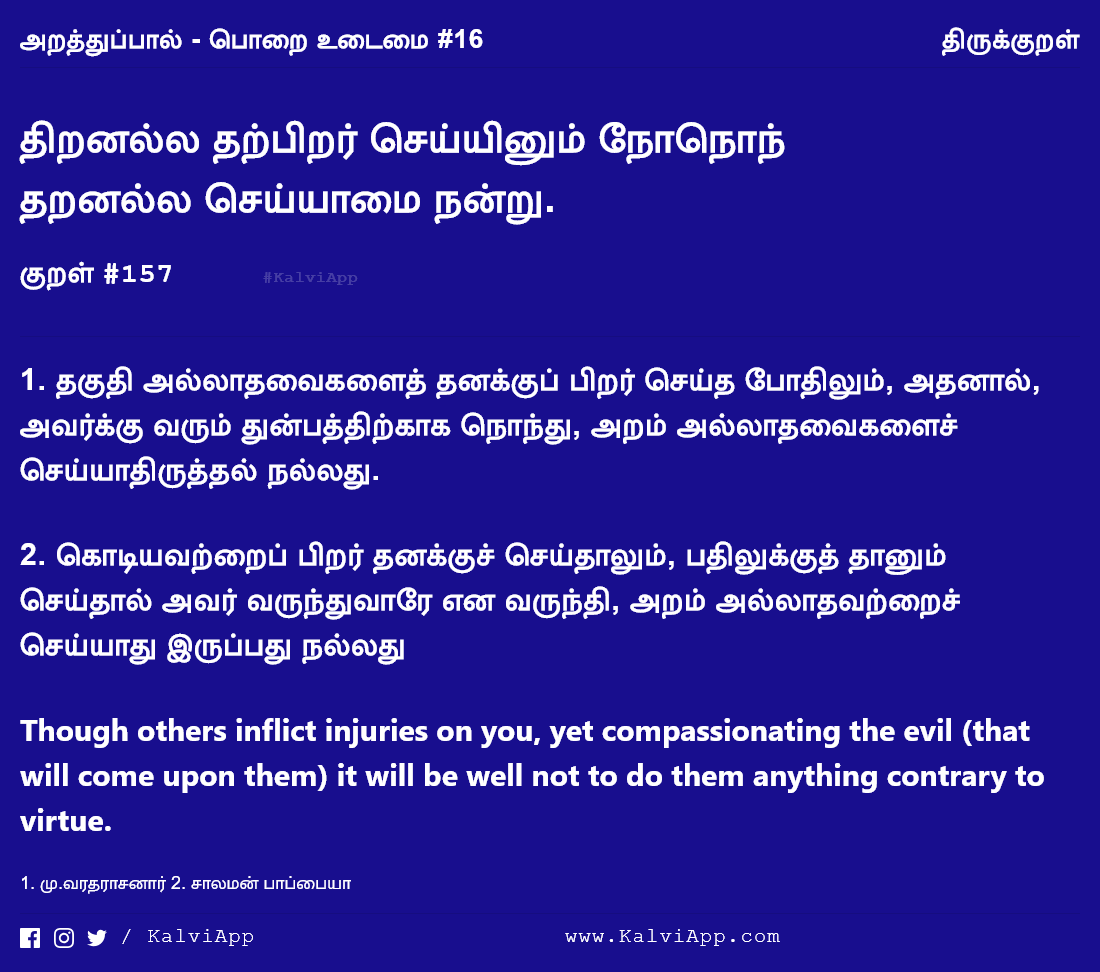 அறத்துப்பால் - பொறை உடைமை #16 திருக்குறள்
திறனல்ல தற்பிறர் செய்யினும் நோநொந்
தறனல்ல செய்யாமை நன்று.
குறள் #157 #KalviApp
1. தகுதி அல்லாதவைகளைத் தனக்குப் பிறர் செய்த போதிலும், அதனால்,
அவர்க்கு வரும் துன்பத்திற்காக நொந்து, அறம் அல்லாதவைகளைச்
செய்யாதிருத்தல் நல்லது.
2. கொடியவற்றைப் பிறர் தனக்குச் செய்தாலும், பதிலுக்குத் தானும்
செய்தால் அவர் வருந்துவாரே என வருந்தி, அறம் அல்லாதவற்றைச்
செய்யாது இருப்பது நல்லது
Though others inflict injuries on you, yet compassionating the evil (that
will come upon them) it will be well not to do them anything contrary to
virtue.
1. மு.வரதராசனார் 2. சாலமன் பாப்பையா
/ KalviApp www.KalviApp.com